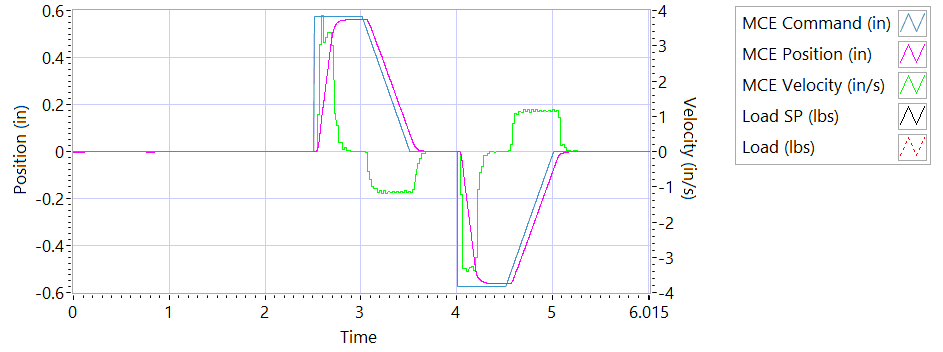 0.6
0.4
0.2
0
-0.2
-0.4
-0.6
Position (in)
4
3
2
1
0
-1
-2
-3
-4
Velocity (in/s)
0 1 2 3 4 5 6.015
Time
MCE Command (in)
MCE Position (in)
MCE Velocity (in/s)
Load SP (lbs)
Load (lbs)